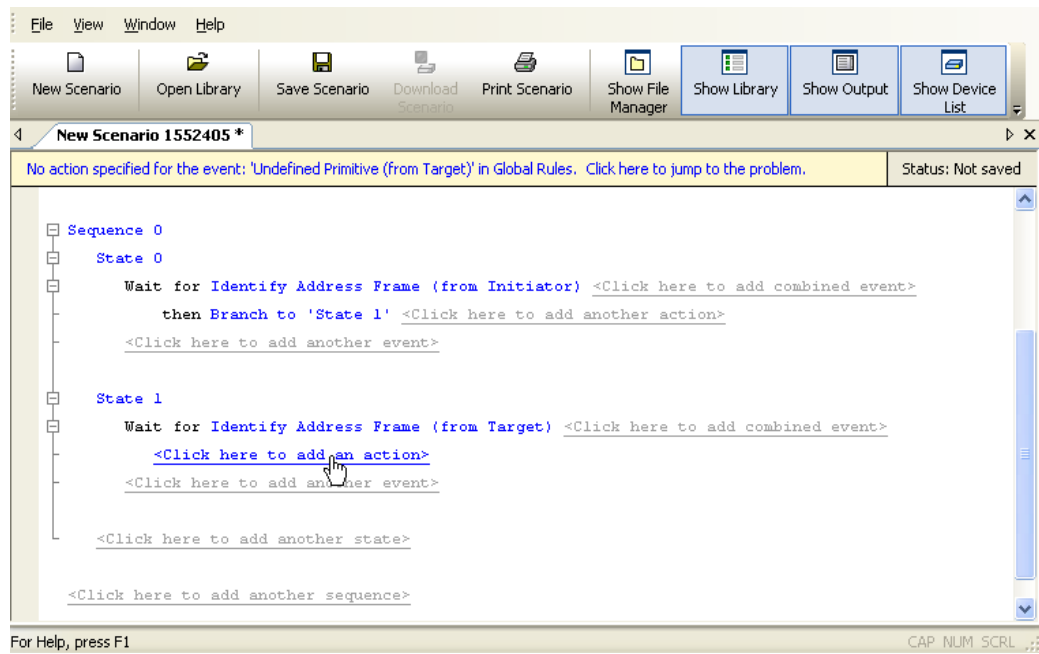 File View Window Help
New Scenario Open Library Save Scenario Download Scenario Print Scenario Show File Manager Show Library Show Output Show Device List
New Scenario 1552405 *
No action specified for the event: 'Undefined Primitive (from Target)' in Global Rules. Click here to jump to the problem. Status: Not saved
Sequence 0
State 0
Wait for Identify Address Frame (from Initiator) <Click here to add combined event>
then Branch to 'State 1' <Click here to add another action>
<Click here to add another event>
State 1
Wait for Identify Address Frame (from Target) <Click here to add combined event>
<Click here to add an action>
<Click here to add another event>
<Click here to add another state>
<Click here to add another sequence>
For Help, press F1 CAP NUM SCRL